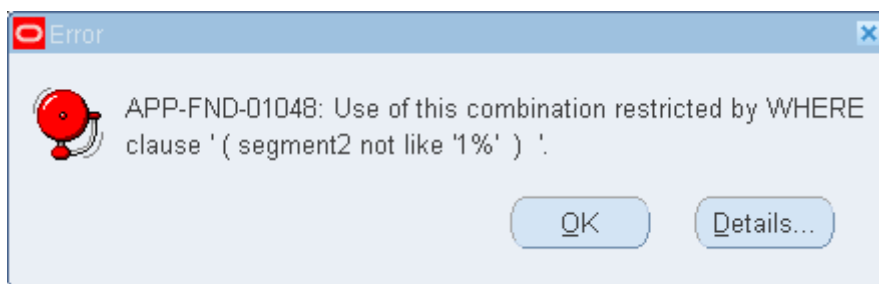 Error
APP-FND-01048: Use of this combination restricted by WHERE
clause ' ( segment2 not like '1%' )  '.
OK
Details...